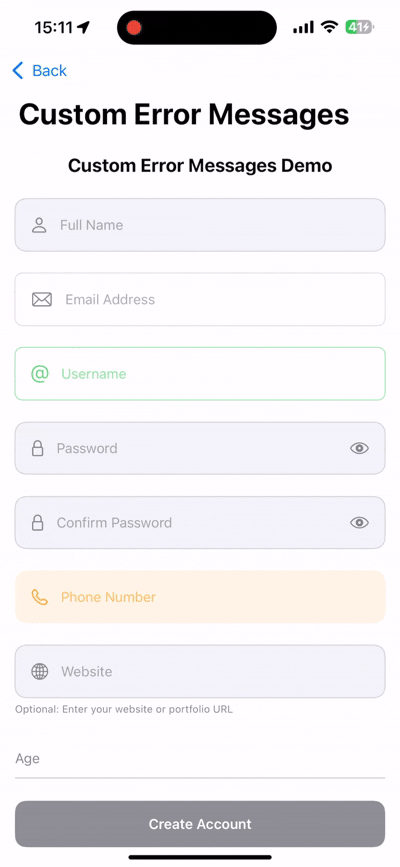 15:11
41
Back
Custom Error Messages
Custom Error Messages Demo
Full Name
Email Address
@ Username
Password
Confirm Password
Phone Number
Website
Optional: Enter your website or portfolio URL
Age
Create Account